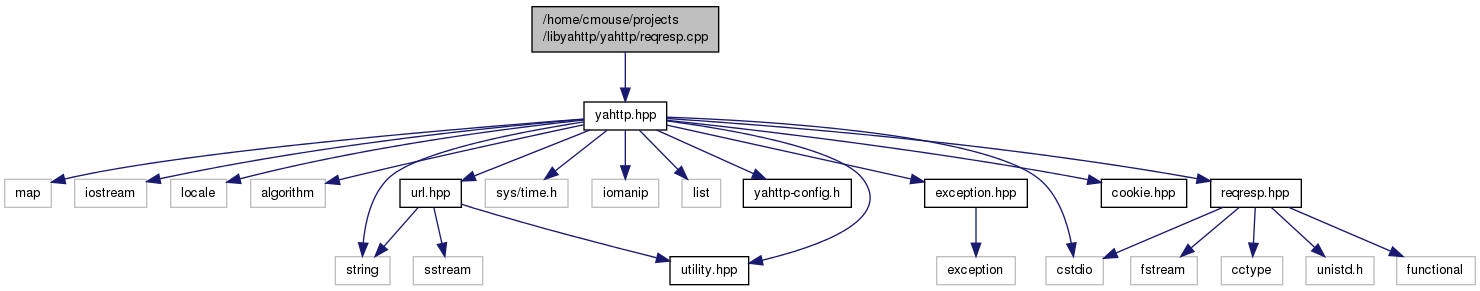 /home/cmouse/projects
/libyahttp/yahttp/reqresp.cpp
yahttp.hpp
map
iostream
locale
algorithm
url.hpp
sys/time.h
iomanip
list
yahttp-config.h
exception.hpp
cookie.hpp
reqresp.hpp
string
sstream
utility.hpp
exception
cstdio
fstream
cctype
unistd.h
functional